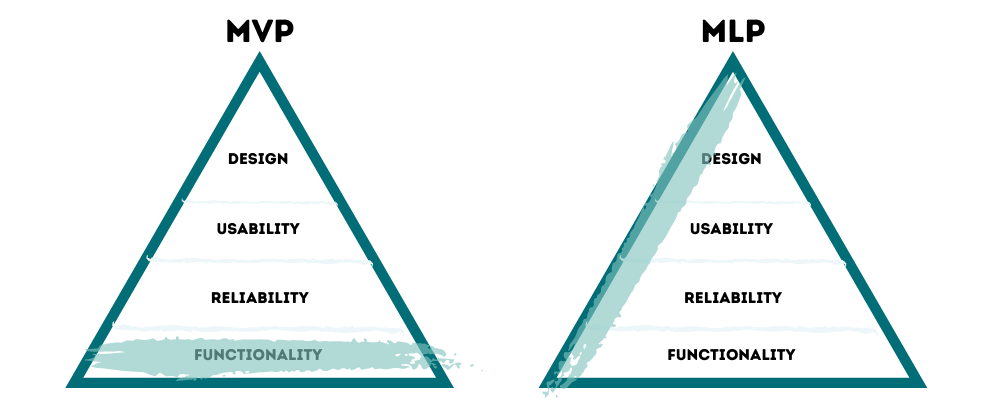 MVP
DESIGN
USABILITY
RELIABILITY
FUNCTIONALITY
MLP
DESIGN
USABILITY
RELIABILITY
FUNCTIONALITY